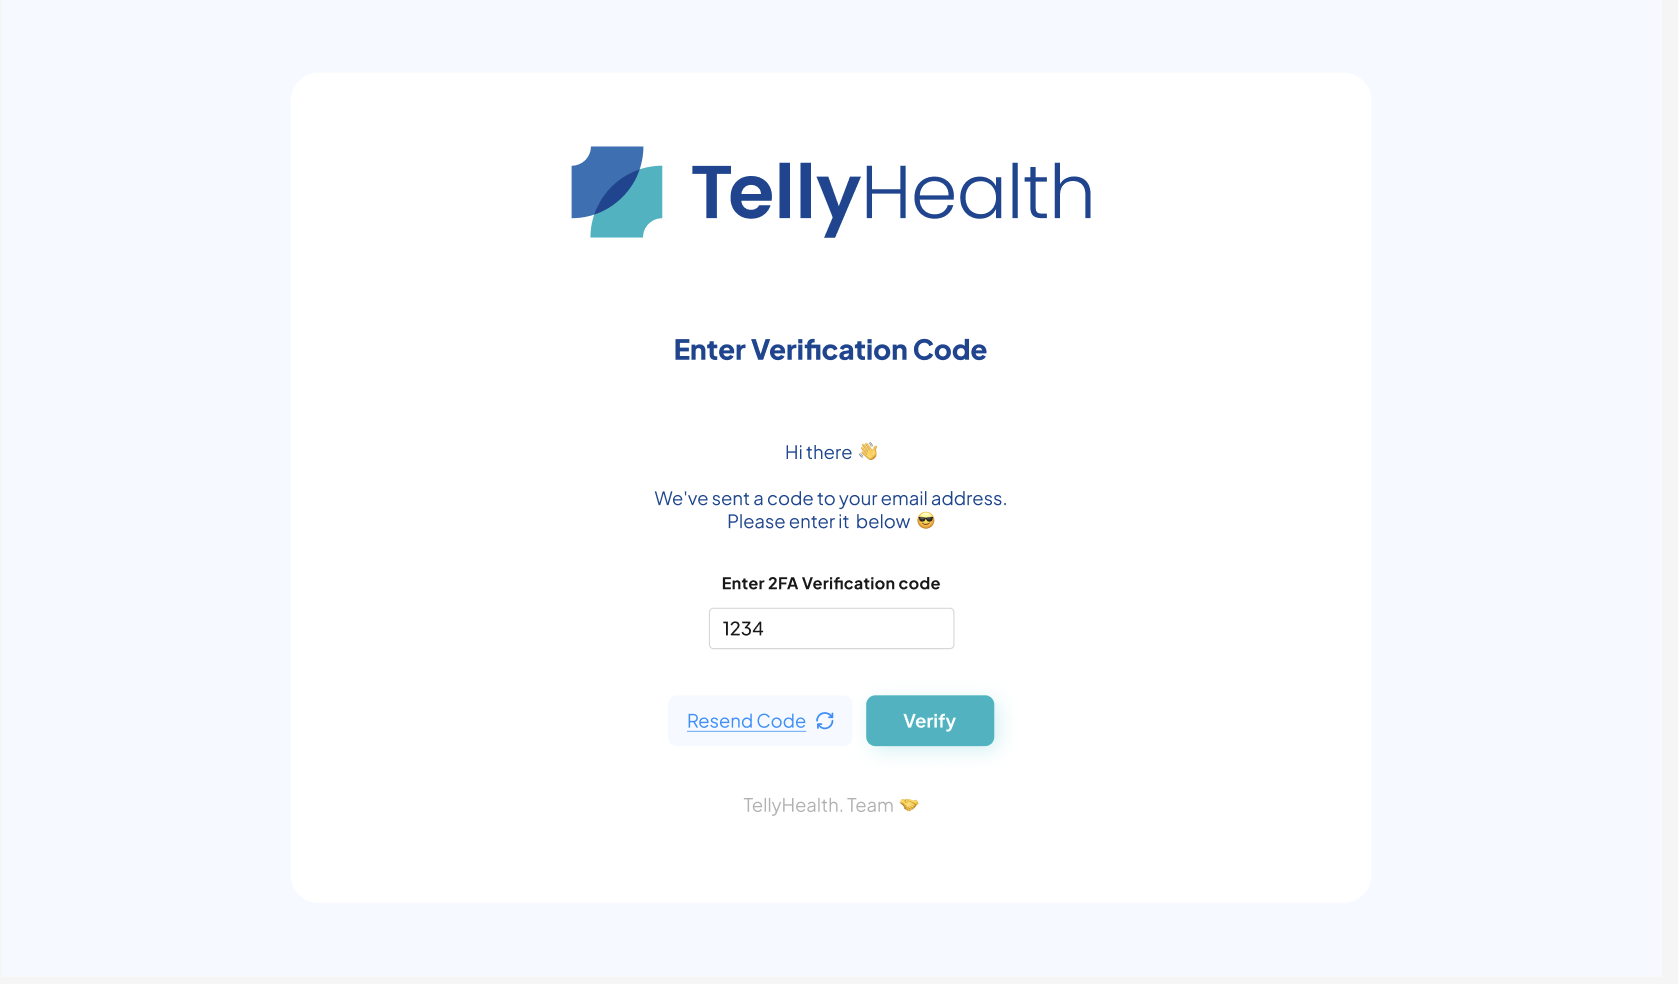 TellyHealth
Enter Verification Code
Hi there 👋
We've sent a code to your email address.
Please enter it below 😎
Enter 2FA Verification code
1234
Resend Code
Verify
TellyHealth. Team 🤝